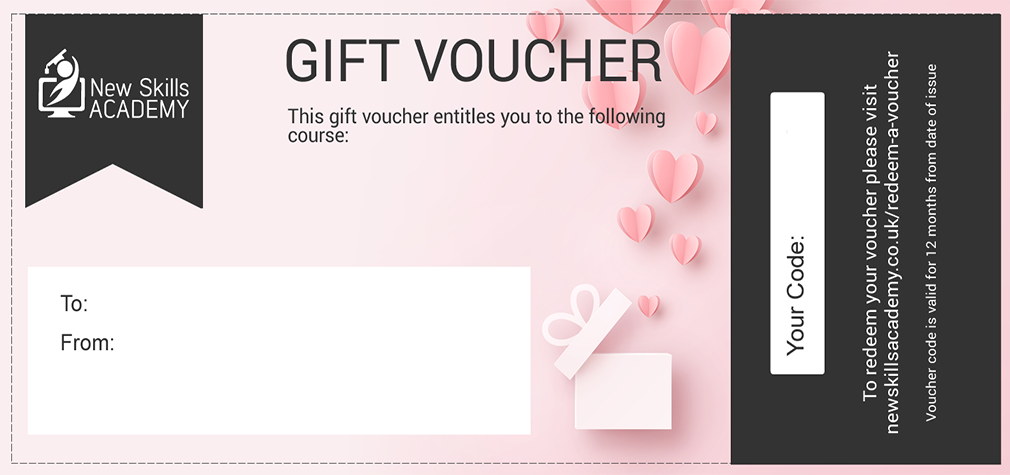 New Skills
ACADEMY
GIFT VOUCHER
This gift voucher entitles you to the following
course:
To:
From:
Your Code:
To redeem your voucher please visit
newskillsacademy.co.uk/redeem-a-voucher
Voucher code is valid for 12 months from date of issue